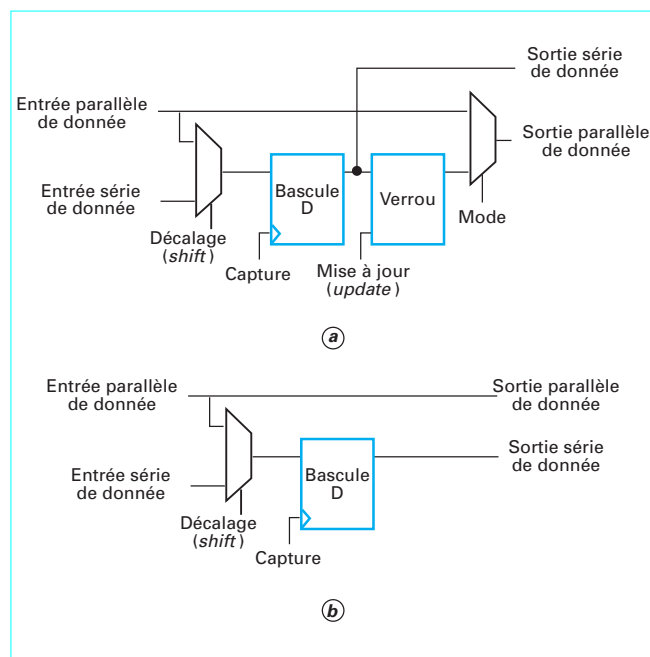 Sortie série
de donnée
Entrée parallèle
de donnée
Sortie parallèle
de donnée
Entrée série
de donnée
Bascule
D
Verrou
Mode
Décalage
(shift)
Capture
Mise à jour
(update)
a
Entrée parallèle
de donnée
Sortie parallèle
de donnée
Entrée série
de donnée
Sortie série
de donnée
Bascule
D
Décalage
(shift)
Capture
b